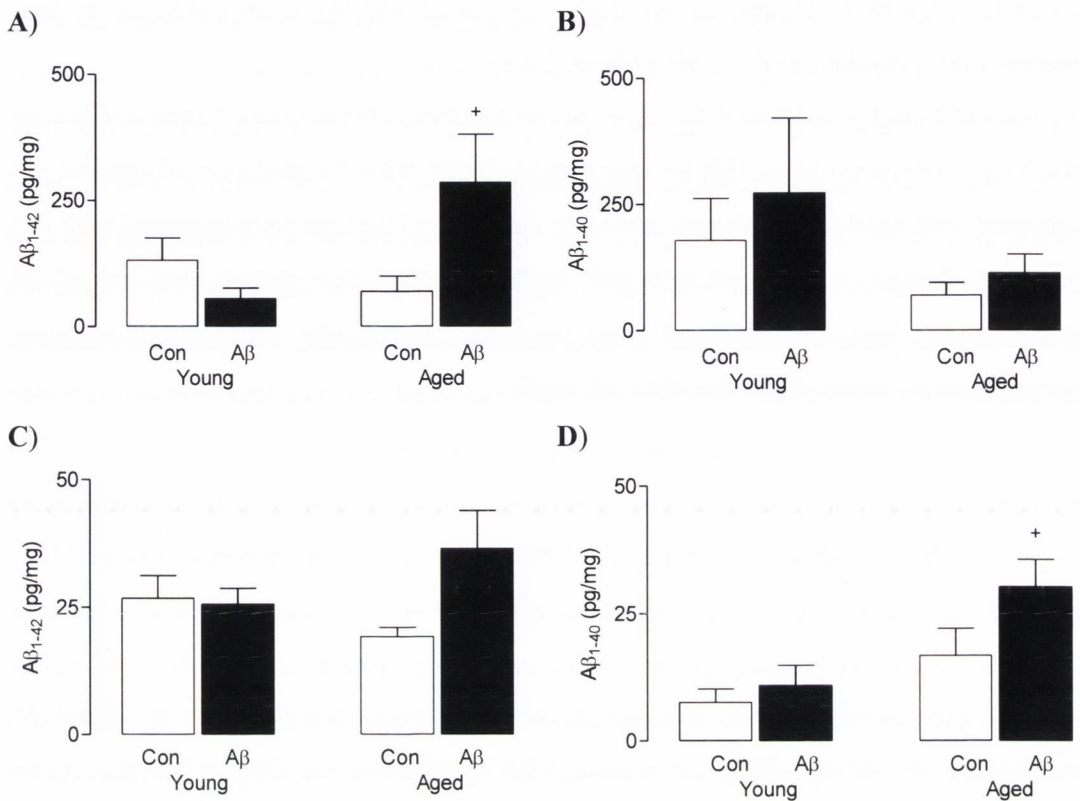 A)
500
250
0
Aβ1-42 (pg/mg)
+
Con Aβ Con Aβ
Young Aged
B)
500
250
0
Aβ1-40 (pg/mg)
Con Aβ Con Aβ
Young Aged
C)
50
25
0
Aβ1-42 (pg/mg)
Con Aβ Con Aβ
Young Aged
D)
50
25
0
Aβ1-40 (pg/mg)
+
Con Aβ Con Aβ
Young Aged